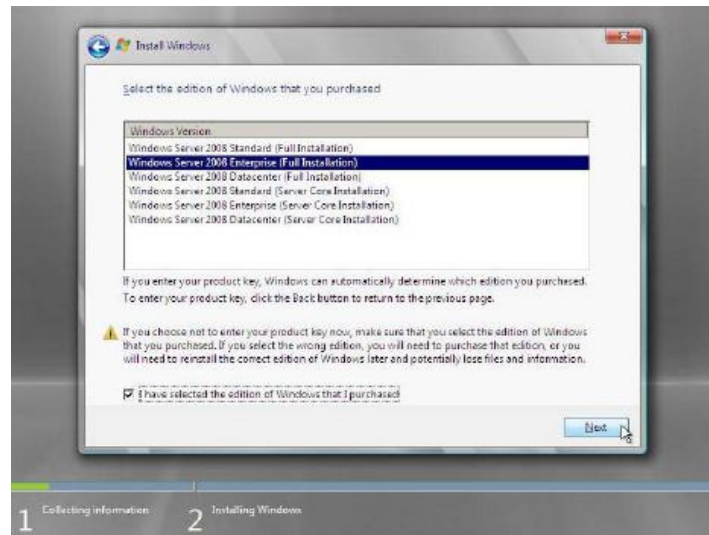 Install Windows
Select the edition of Windows that you purchased
Windows Version
Windows Server 2008 Standard (Full Installation)
Windows Server 2008 Enterprise (Full Installation)
Windows Server 2008 Datacenter (Full Installation)
Windows Server 2008 Standard (Server Core Installation)
Windows Server 2008 Enterprise (Server Core Installation)
Windows Server 2008 Datacenter (Server Core Installation)
If you enter your product key, Windows can automatically determine which edition you purchased.
To enter your product key, click the Back button to return to the previous page.
If you choose not to enter your product key now, make sure that you select the edition of Windows
that you purchased. If you select the wrong edition, you will need to purchase that edition, or you
will need to reinstall the correct edition of Windows later and potentially lose files and information.
I have selected the edition of Windows that I purchased
Next
1 Collecting information
2 Installing Windows